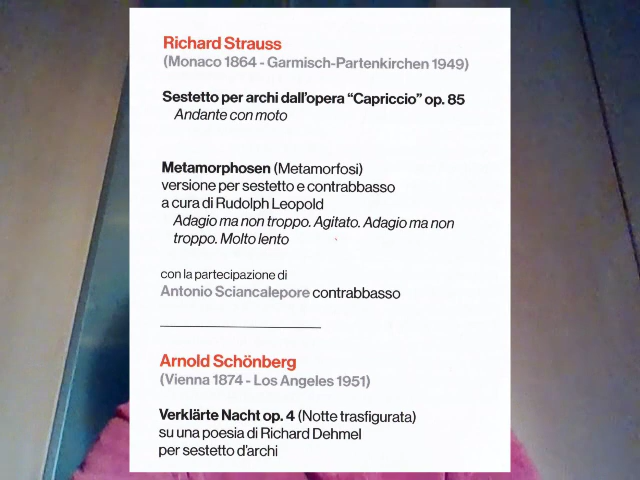 Richard Strauss
(Monaco 1864 - Garmisch-Partenkirchen 1949)
Sestetto per archi dall'opera “Capriccio” op. 85
Andante con moto
Metamorphosen (Metamorfosi)
versione per sestetto e contrabbasso
a cura di Rudolph Leopold
Adagio ma non troppo. Agitato. Adagio ma non
troppo. Molto lento
con la partecipazione di
Antonio Sciancalepore contrabbasso
Arnold Schönberg
(Vienna 1874 - Los Angeles 1951)
Verklärte Nacht op. 4 (Notte trasfigurata)
su una poesia di Richard Dehmel
per sestetto d'archi